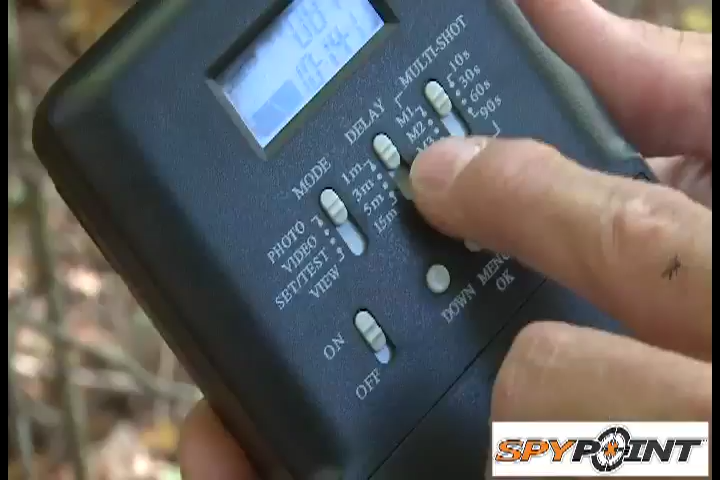 MULTI-SHOT
10s
30s
60s
90s
DELAY
M1
M2
M3
MODE
1m
3m
5m
15m
PHOTO
VIDEO
SET/TEST
VIEW
DOWN
MENU
OK
ON
OFF
SPYPOINT